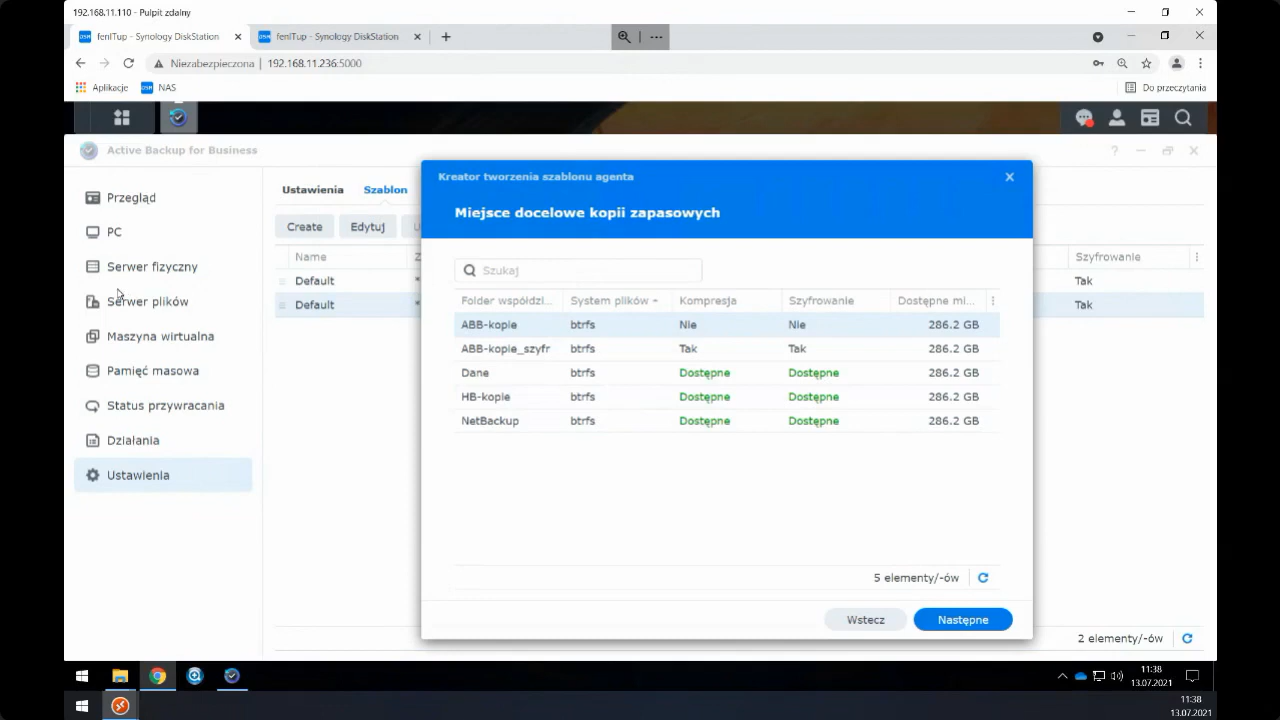 192.168.11.110 - Pulpit zdalny
fenITup - Synology DiskStation
fenITup - Synology DiskStation
Niezabezpieczona
192.168.11.236:5000
Aplikacje
NAS
Do przeczytania
Active Backup for Business
Przegląd
PC
Serwer fizyczny
Serwer plików
Maszyna wirtualna
Pamięć masowa
Status przywracania
Działania
Ustawienia
Ustawienia
Szablon
Create
Edytuj
Name
Szyfrowanie
Default
Tak
Default
Tak
Kreator tworzenia szablonu agenta
Miejsce docelowe kopii zapasowych
Szukaj
Folder współdzi... System plików Kompresja Szyfrowanie Dostępne mi...
ABB-kopie btrfs Nie Nie 286.2 GB
ABB-kopie_szyfr btrfs Tak Tak 286.2 GB
Dane btrfs Dostępne Dostępne 286.2 GB
HB-kopie btrfs Dostępne Dostępne 286.2 GB
NetBackup btrfs Dostępne Dostępne 286.2 GB
5 elementy/-ów
Wstecz
Następne
2 elementy/-ów
11:38
13.07.2021
11:38
13.07.2021